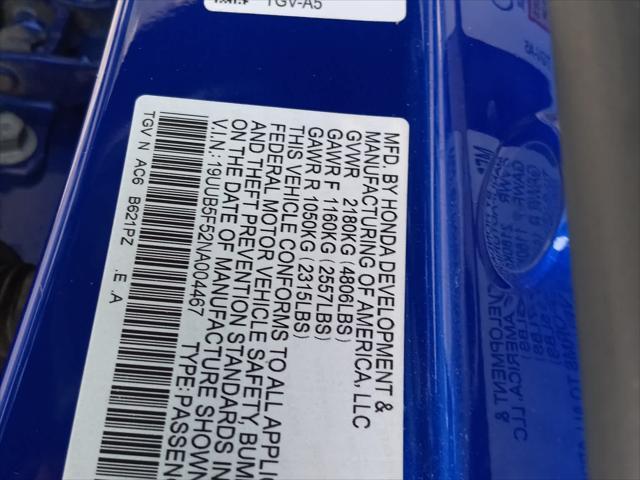 TGV-A5
MFD. BY HONDA DEVELOPMENT &
MANUFACTURING OF AMERICA, LLC
GVWR 2180KG (4806LBS)
GAWR F 1160KG (2557LBS)
GAWR R 1050KG (2315LBS)
THIS VEHICLE CONFORMS TO ALL APPLIC
FEDERAL MOTOR VEHICLE SAFETY, BUM
AND THEFT PREVENTION STANDARDS IN
ON THE DATE OF MANUFACTURE SHOWN
V.I.N.: 19UUB5F52NA004467 TYPE: PASSEN
TGV N AC6 B621PZ .E .A